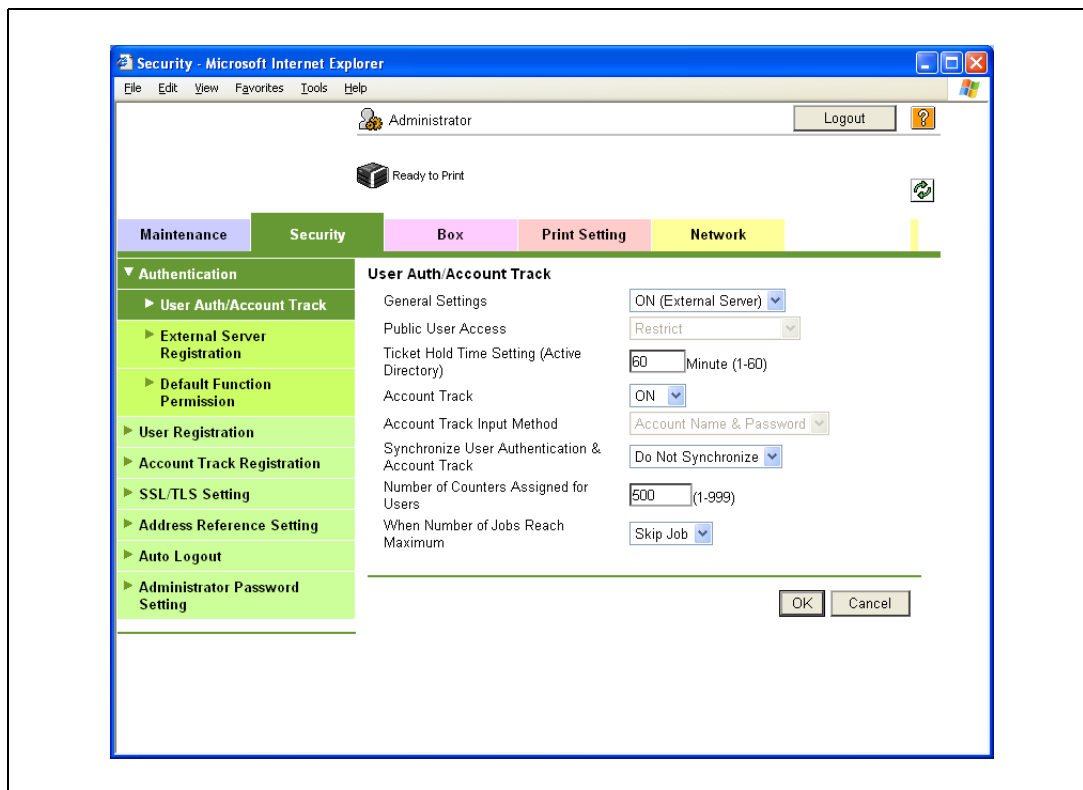 Security - Microsoft Internet Explorer
File Edit View Favorites Tools Help
Administrator
Logout
?
Ready to Print
Maintenance Security Box Print Setting Network
Authentication
User Auth/Account Track
External Server
Registration
Default Function
Permission
User Registration
Account Track Registration
SSL/TLS Setting
Address Reference Setting
Auto Logout
Administrator Password
Setting
User Auth/Account Track
General Settings ON (External Server)
Public User Access Restrict
Ticket Hold Time Setting (Active
Directory) 60 Minute (1-60)
Account Track ON
Account Track Input Method Account Name & Password
Synchronize User Authentication &
Account Track Do Not Synchronize
Number of Counters Assigned for
Users 500 (1-999)
When Number of Jobs Reach
Maximum Skip Job
OK Cancel